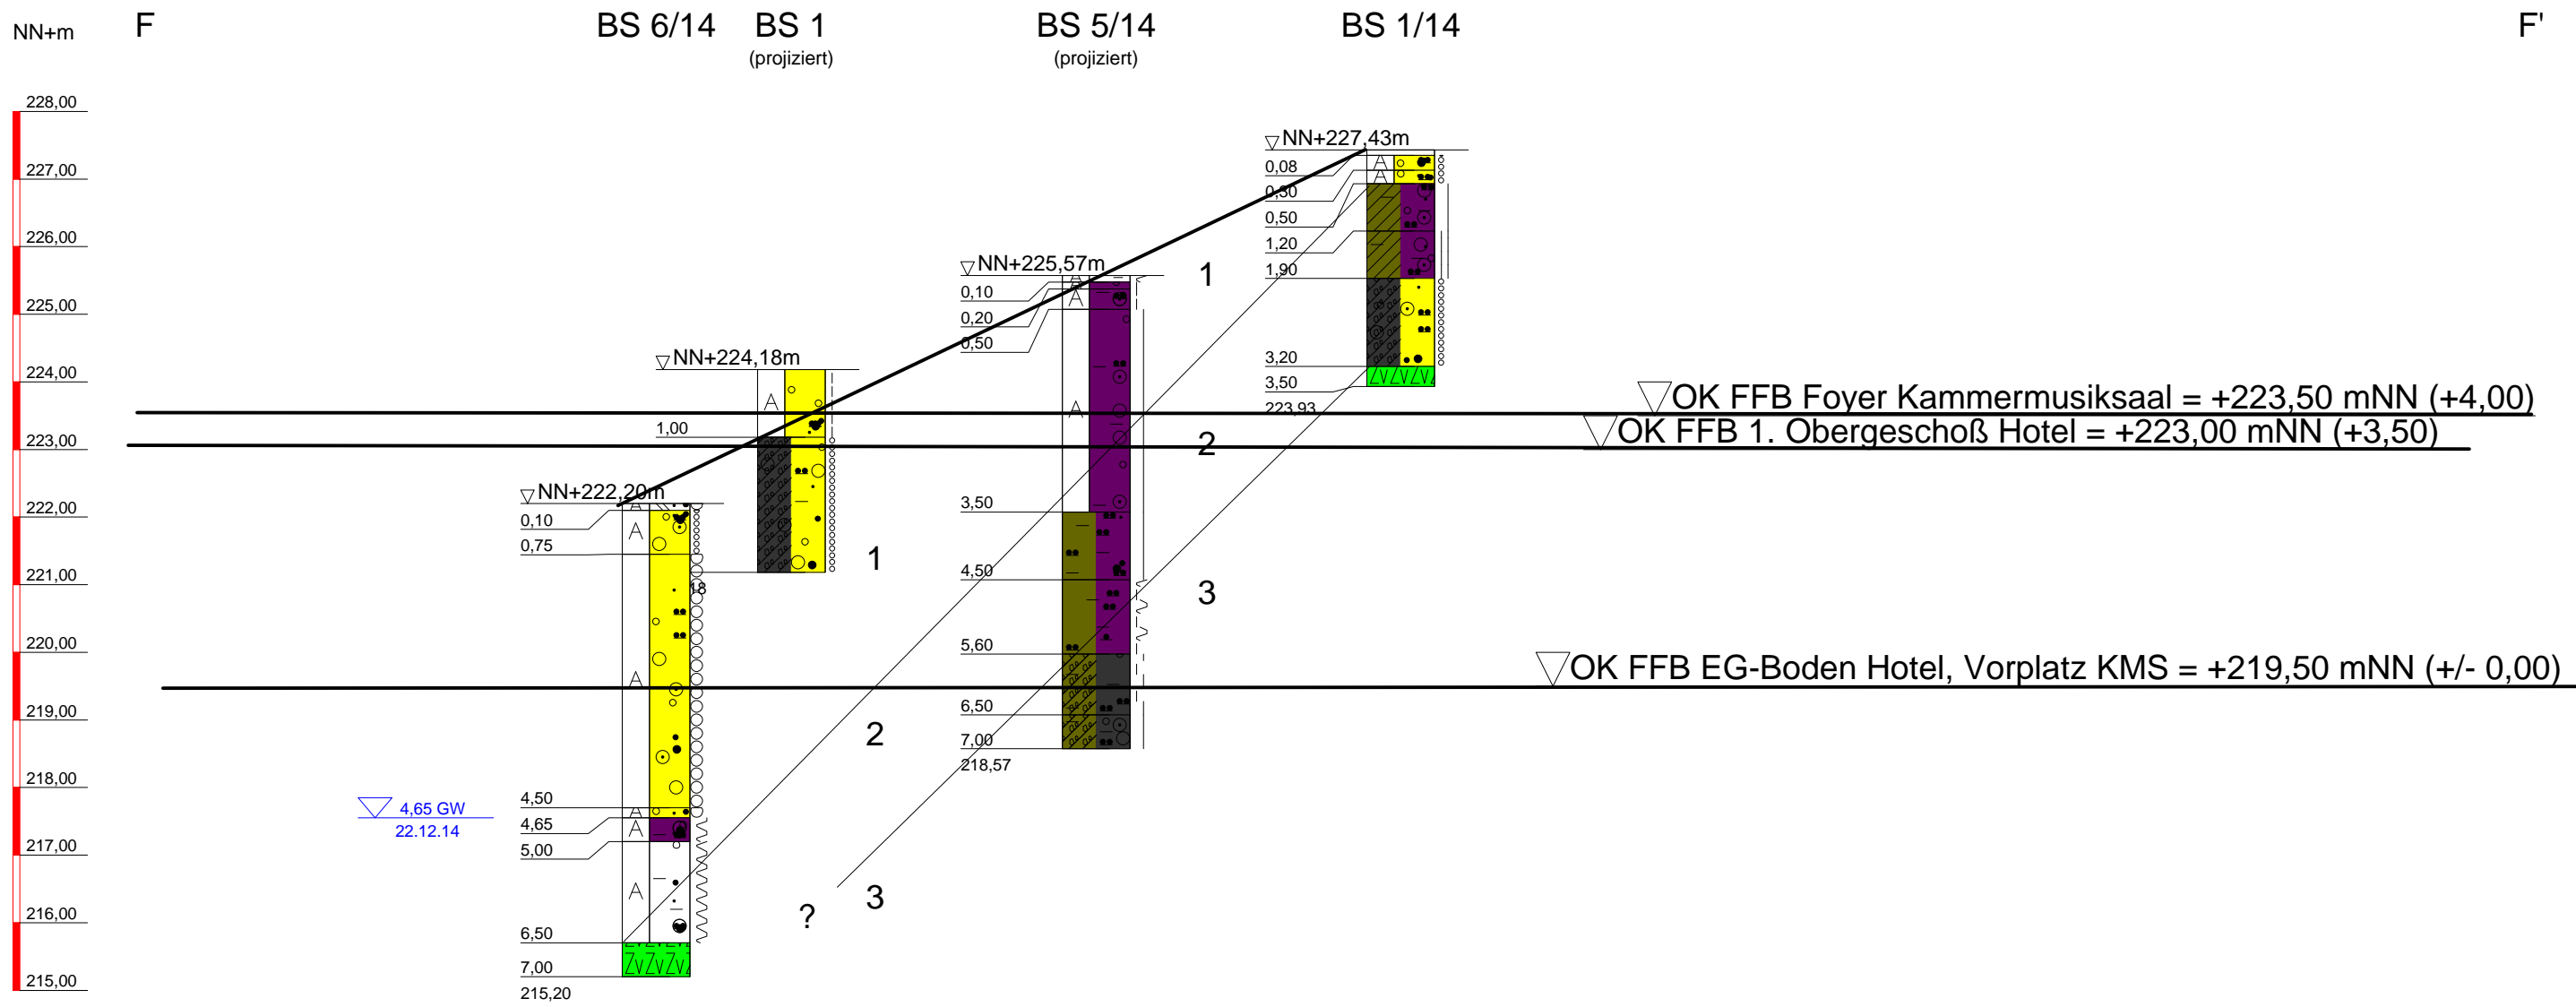 NN+m
F
BS 6/14
BS 1
(projiziert)
BS 5/14
(projiziert)
BS 1/14
F'
228,00
227,00
226,00
225,00
224,00
223,00
222,00
221,00
220,00
219,00
218,00
217,00
216,00
215,00
NN+227,43m
0,08
0,30
0,50
1,20
1,90
3,20
3,50
223,93
A
A
NN+225,57m
0,10
0,20
0,50
3,50
4,50
5,60
6,50
7,00
218,57
A
A
A
NN+224,18m
1,00
18
A
NN+222,20m
0,10
0,75
4,50
4,65
5,00
6,50
7,00
215,20
A
A
A
A
A
A
4,65 GW
22.12.14
1
2
3
1
2
3
?
OK FFB Foyer Kammermusiksaal = +223,50 mNN (+4,00)
OK FFB 1. Obergeschoß Hotel = +223,00 mNN (+3,50)
OK FFB EG-Boden Hotel, Vorplatz KMS = +219,50 mNN (+/- 0,00)